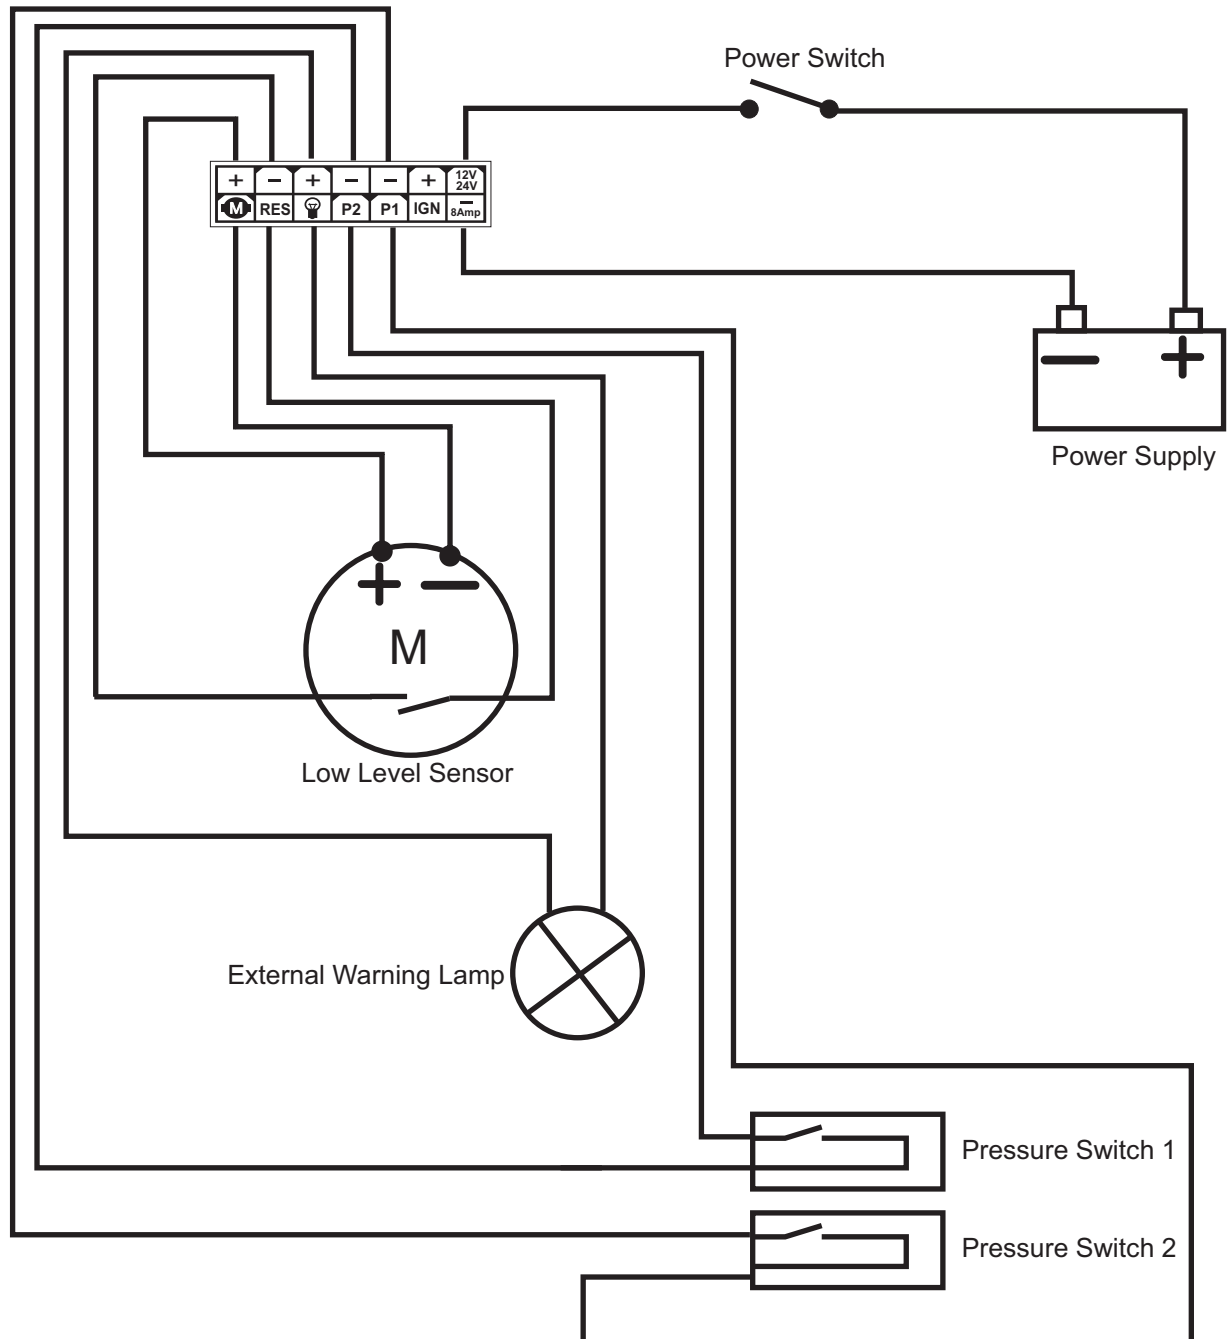 Power Switch
+ − + − − + 12V
24V
M RES P2 P1 IGN −
8Amp
− +
Power Supply
+ −
M
Low Level Sensor
External Warning Lamp
Pressure Switch 1
Pressure Switch 2